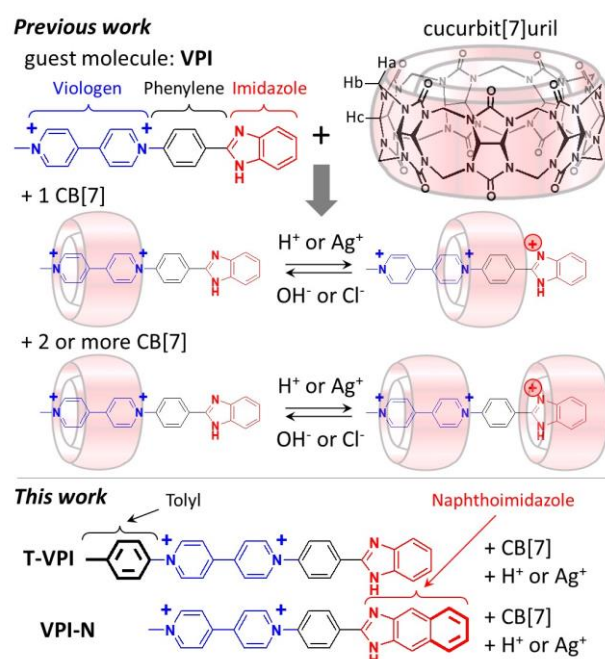 Previous work
cucurbit[7]uril
guest molecule: VPI
Viologen Phenylene Imidazole
Ha
Hb
Hc
+
+ 1 CB[7]
H⁺ or Ag⁺
OH⁻ or Cl⁻
+ 2 or more CB[7]
H⁺ or Ag⁺
OH⁻ or Cl⁻
This work
Tolyl
Naphthoimidazole
T-VPI
+ CB[7]
+ H⁺ or Ag⁺
VPI-N
+ CB[7]
+ H⁺ or Ag⁺